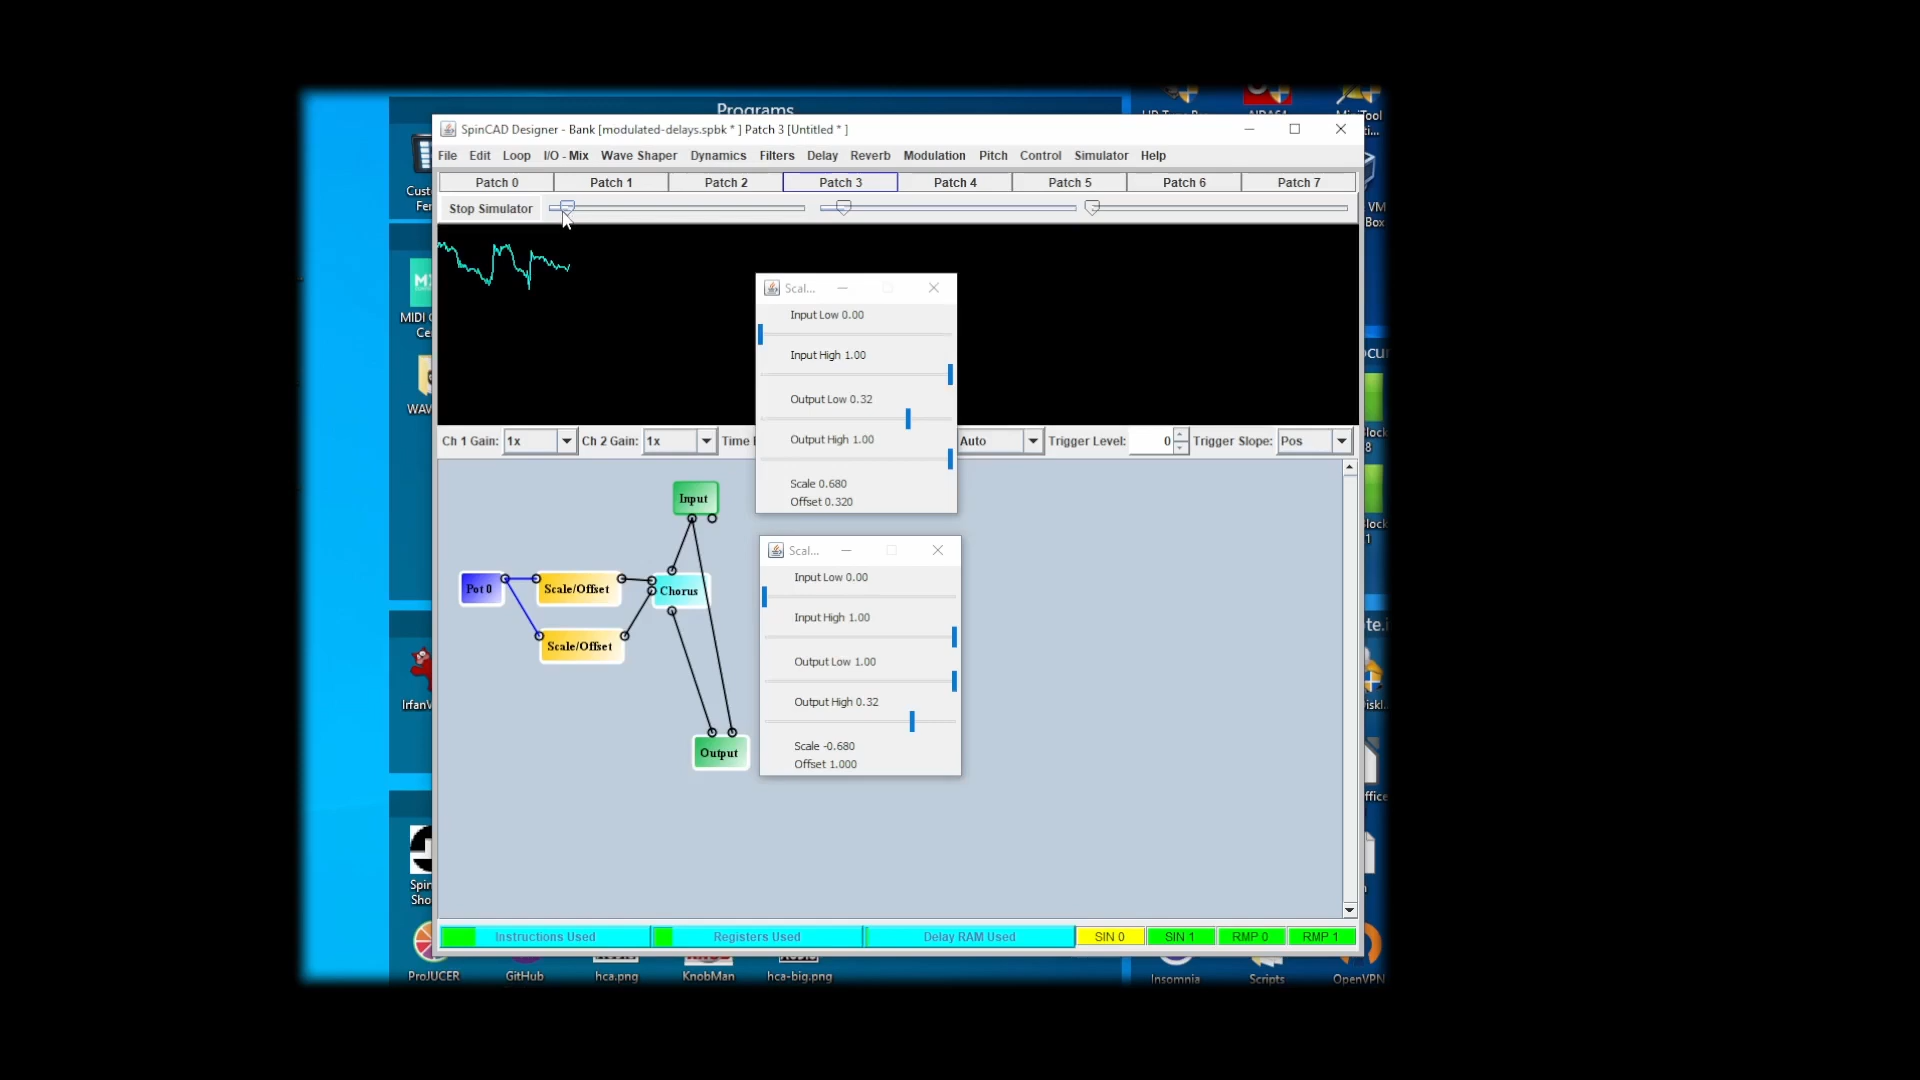 Programs
SpinCAD Designer - Bank [modulated-delays.spbk * ] Patch 3 [Untitled * ]
File Edit Loop I/O - Mix Wave Shaper Dynamics Filters Delay Reverb Modulation Pitch Control Simulator Help
Patch 0 Patch 1 Patch 2 Patch 3 Patch 4 Patch 5 Patch 6 Patch 7
Stop Simulator
Scal...
Input Low 0.00
Input High 1.00
Output Low 0.32
Output High 1.00
Scale 0.680
Offset 0.320
Ch 1 Gain: 1x Ch 2 Gain: 1x Time Auto Trigger Level: 0 Trigger Slope: Pos
Input
Pot 0 Scale/Offset Chorus
Scale/Offset
Output
Scal...
Input Low 0.00
Input High 1.00
Output Low 1.00
Output High 0.32
Scale -0.680
Offset 1.000
Instructions Used Registers Used Delay RAM Used SIN 0 SIN 1 RMP 0 RMP 1
VM
Box
MIDI
ProJUCER GitHub hca.png KnobMan hca-big.png Insomnia Scripts OpenVPN